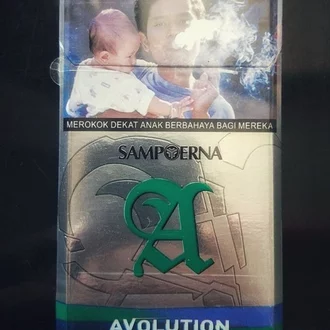 MEROKOK DEKAT ANAK BERBAHAYA BAGI MEREKA
SAMPOERNA
A
AVOLUTION